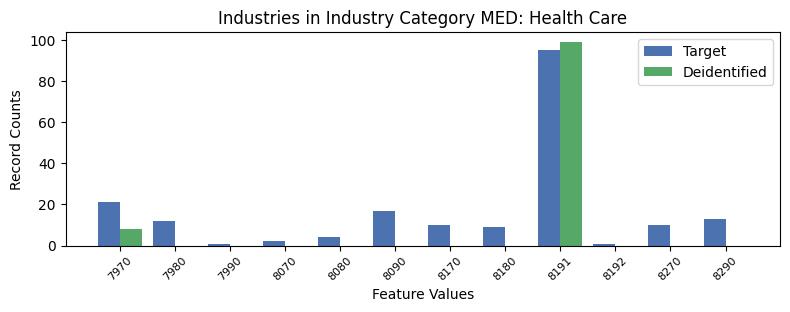 Industries in Industry Category MED: Health Care
Record Counts
100
80
60
40
20
0
Target
Deidentified
7970 7980 7990 8070 8080 8090 8170 8180 8191 8192 8270 8290
Feature Values